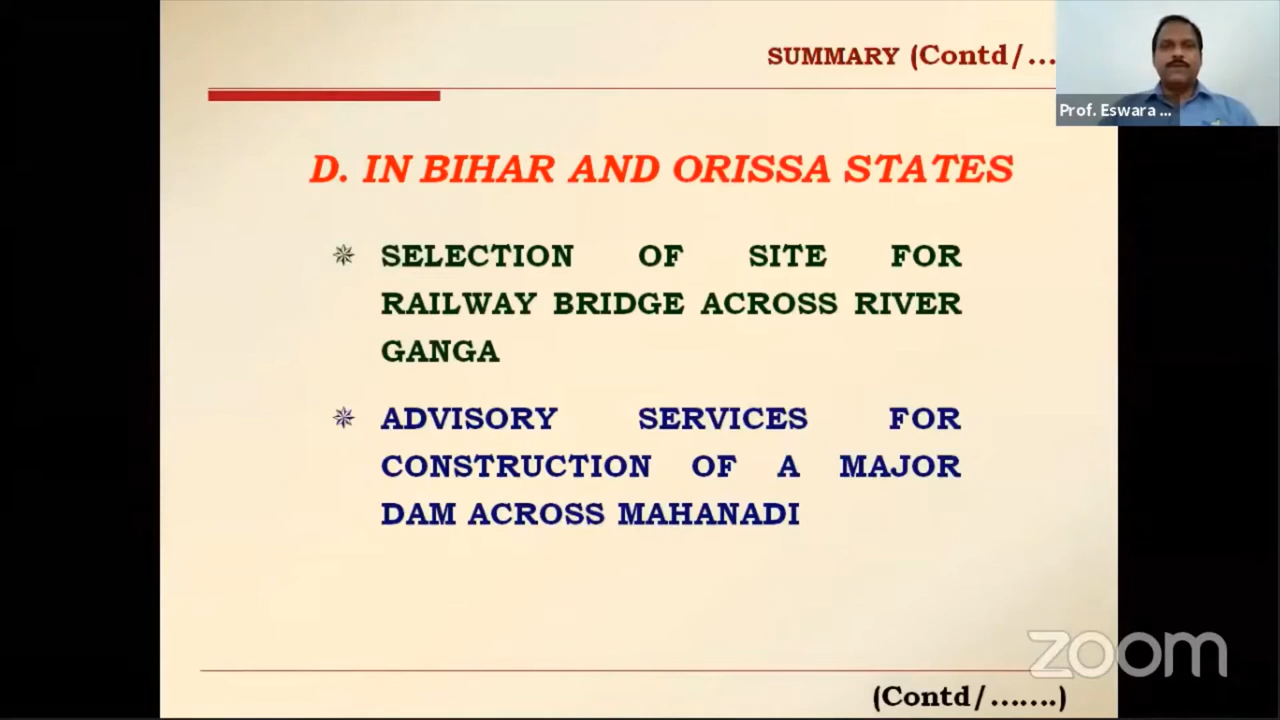 SUMMARY (Contd/...
Prof. Eswara ...
D. IN BIHAR AND ORISSA STATES
SELECTION OF SITE FOR
RAILWAY BRIDGE ACROSS RIVER
GANGA
ADVISORY SERVICES FOR
CONSTRUCTION OF A MAJOR
DAM ACROSS MAHANADI
zoom
(Contd/.......)